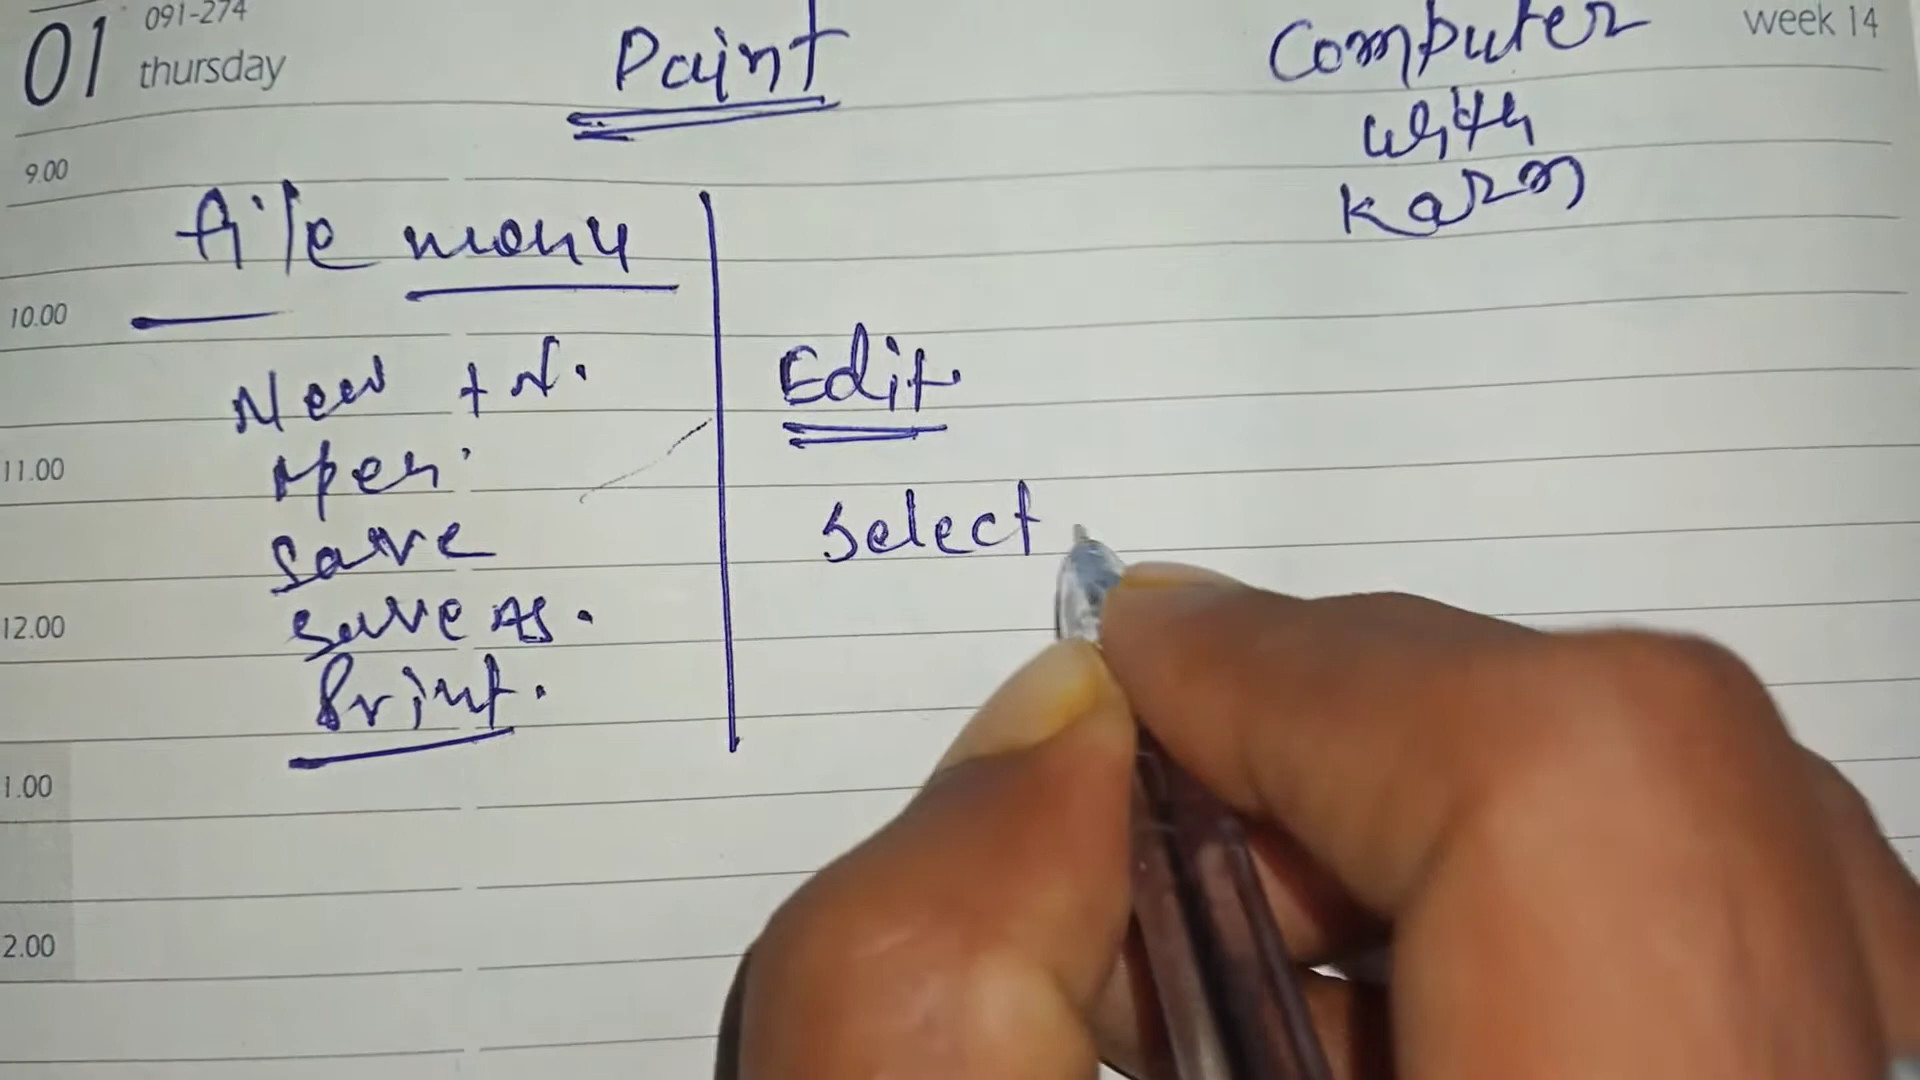 01
091-274
thursday
Paint
Computer
with
Karn
week 14
9.00
10.00
11.00
12.00
1.00
2.00
file menu
New + N.
Open.
Save
Save As.
Print.
Edit.
Select